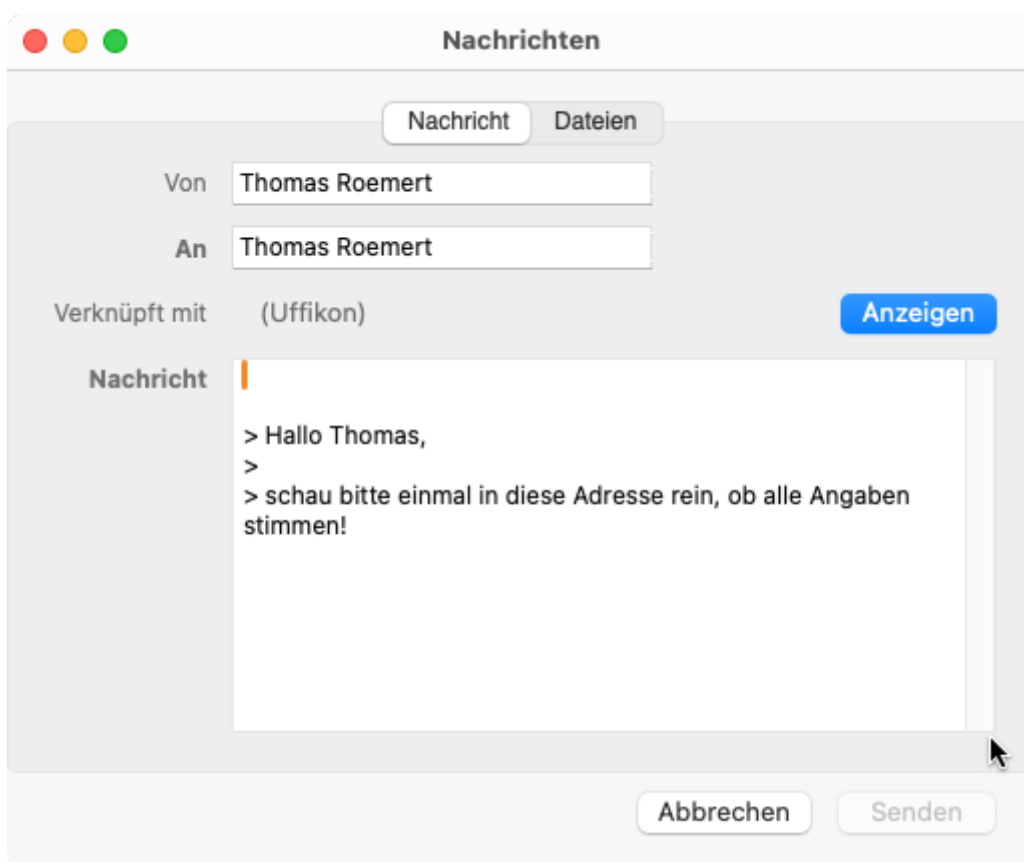 Nachrichten
Nachricht Dateien
Von Thomas Roemert
An Thomas Roemert
Verknüpft mit (Uffikon) Anzeigen
Nachricht
> Hallo Thomas,
>
> schau bitte einmal in diese Adresse rein, ob alle Angaben
stimmen!
Abbrechen Senden